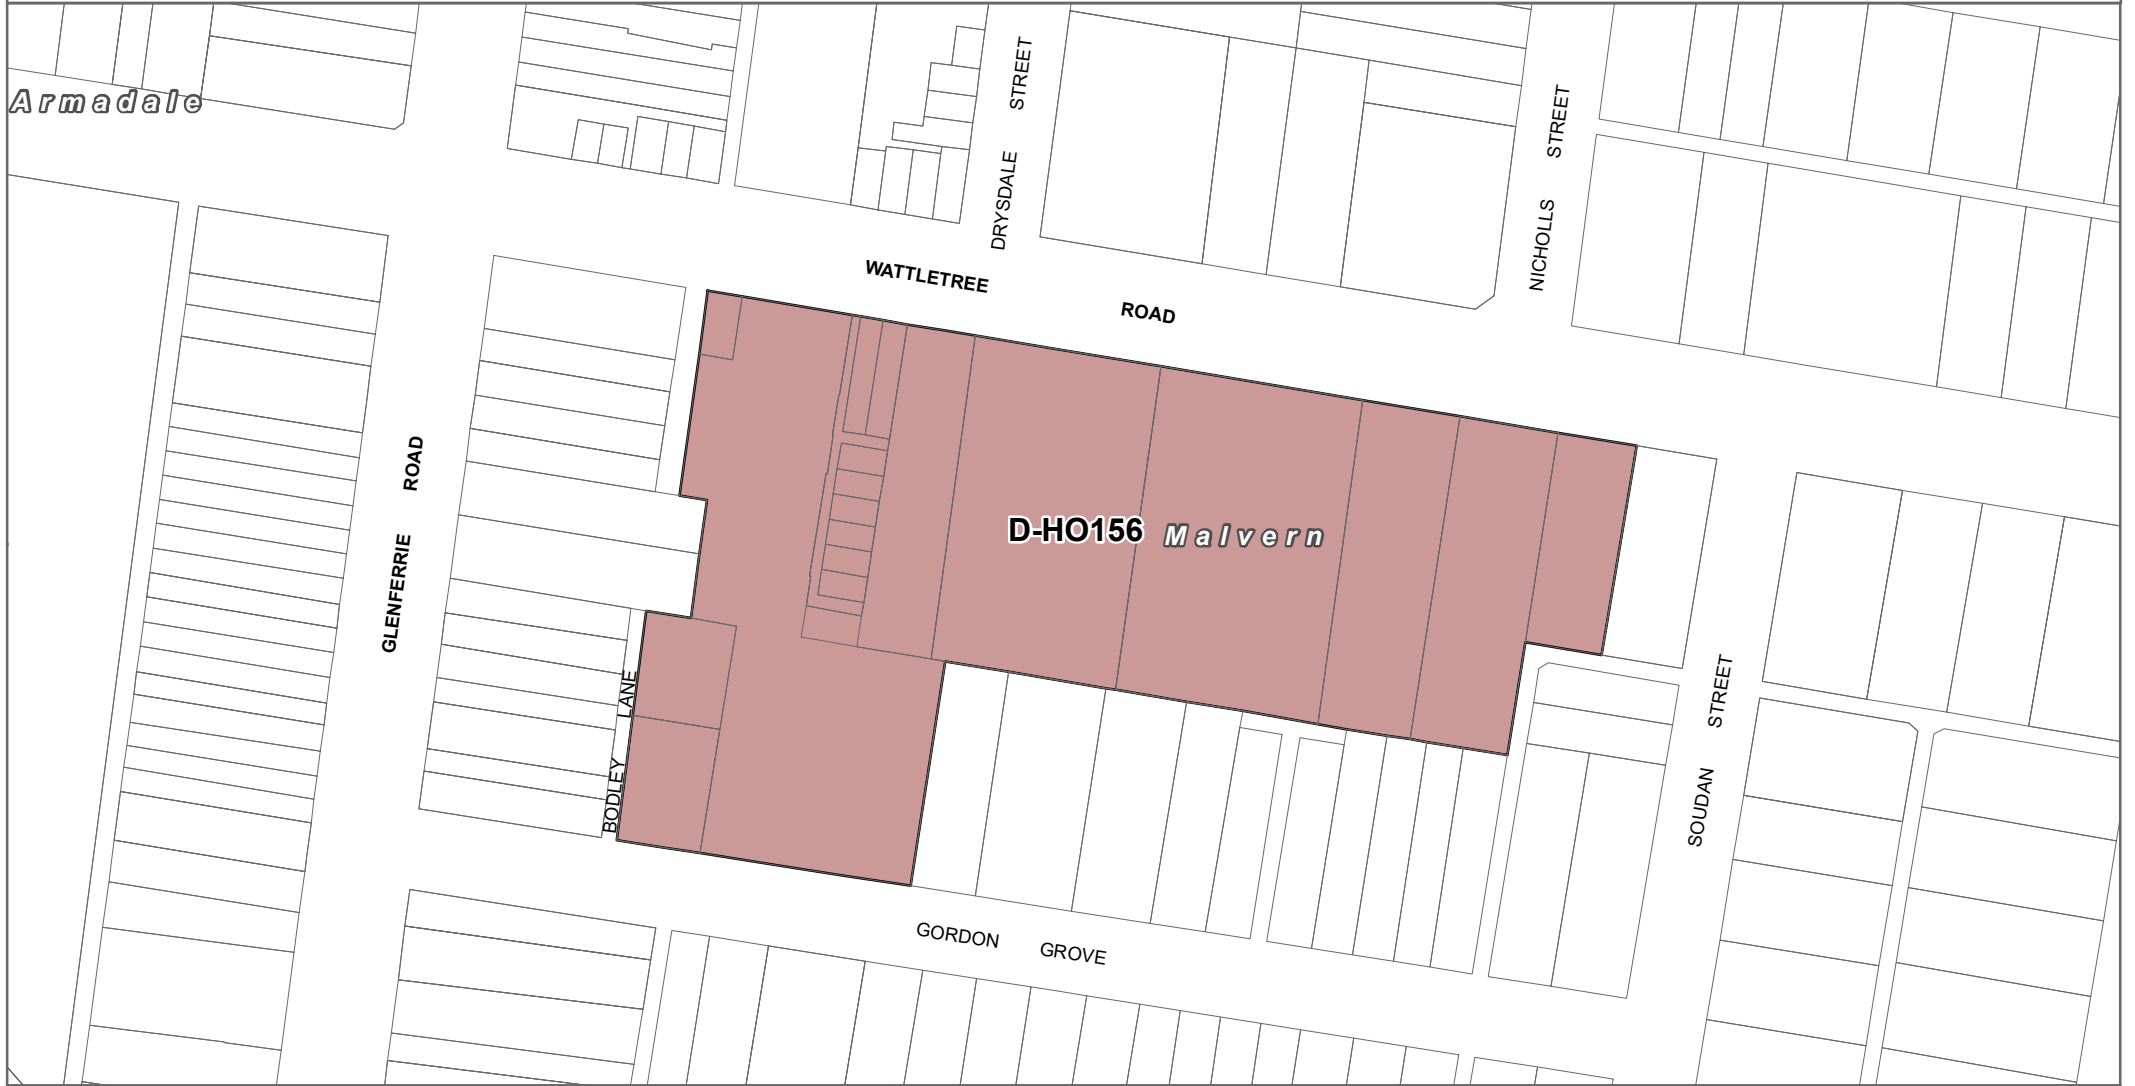 Armadale
DRYSDALE STREET
NICHOLLS STREET
WATTLETREE ROAD
GLENFERRIE ROAD
D-HO156
Malvern
BODLEY LANE
SOUDAN STREET
GORDON GROVE